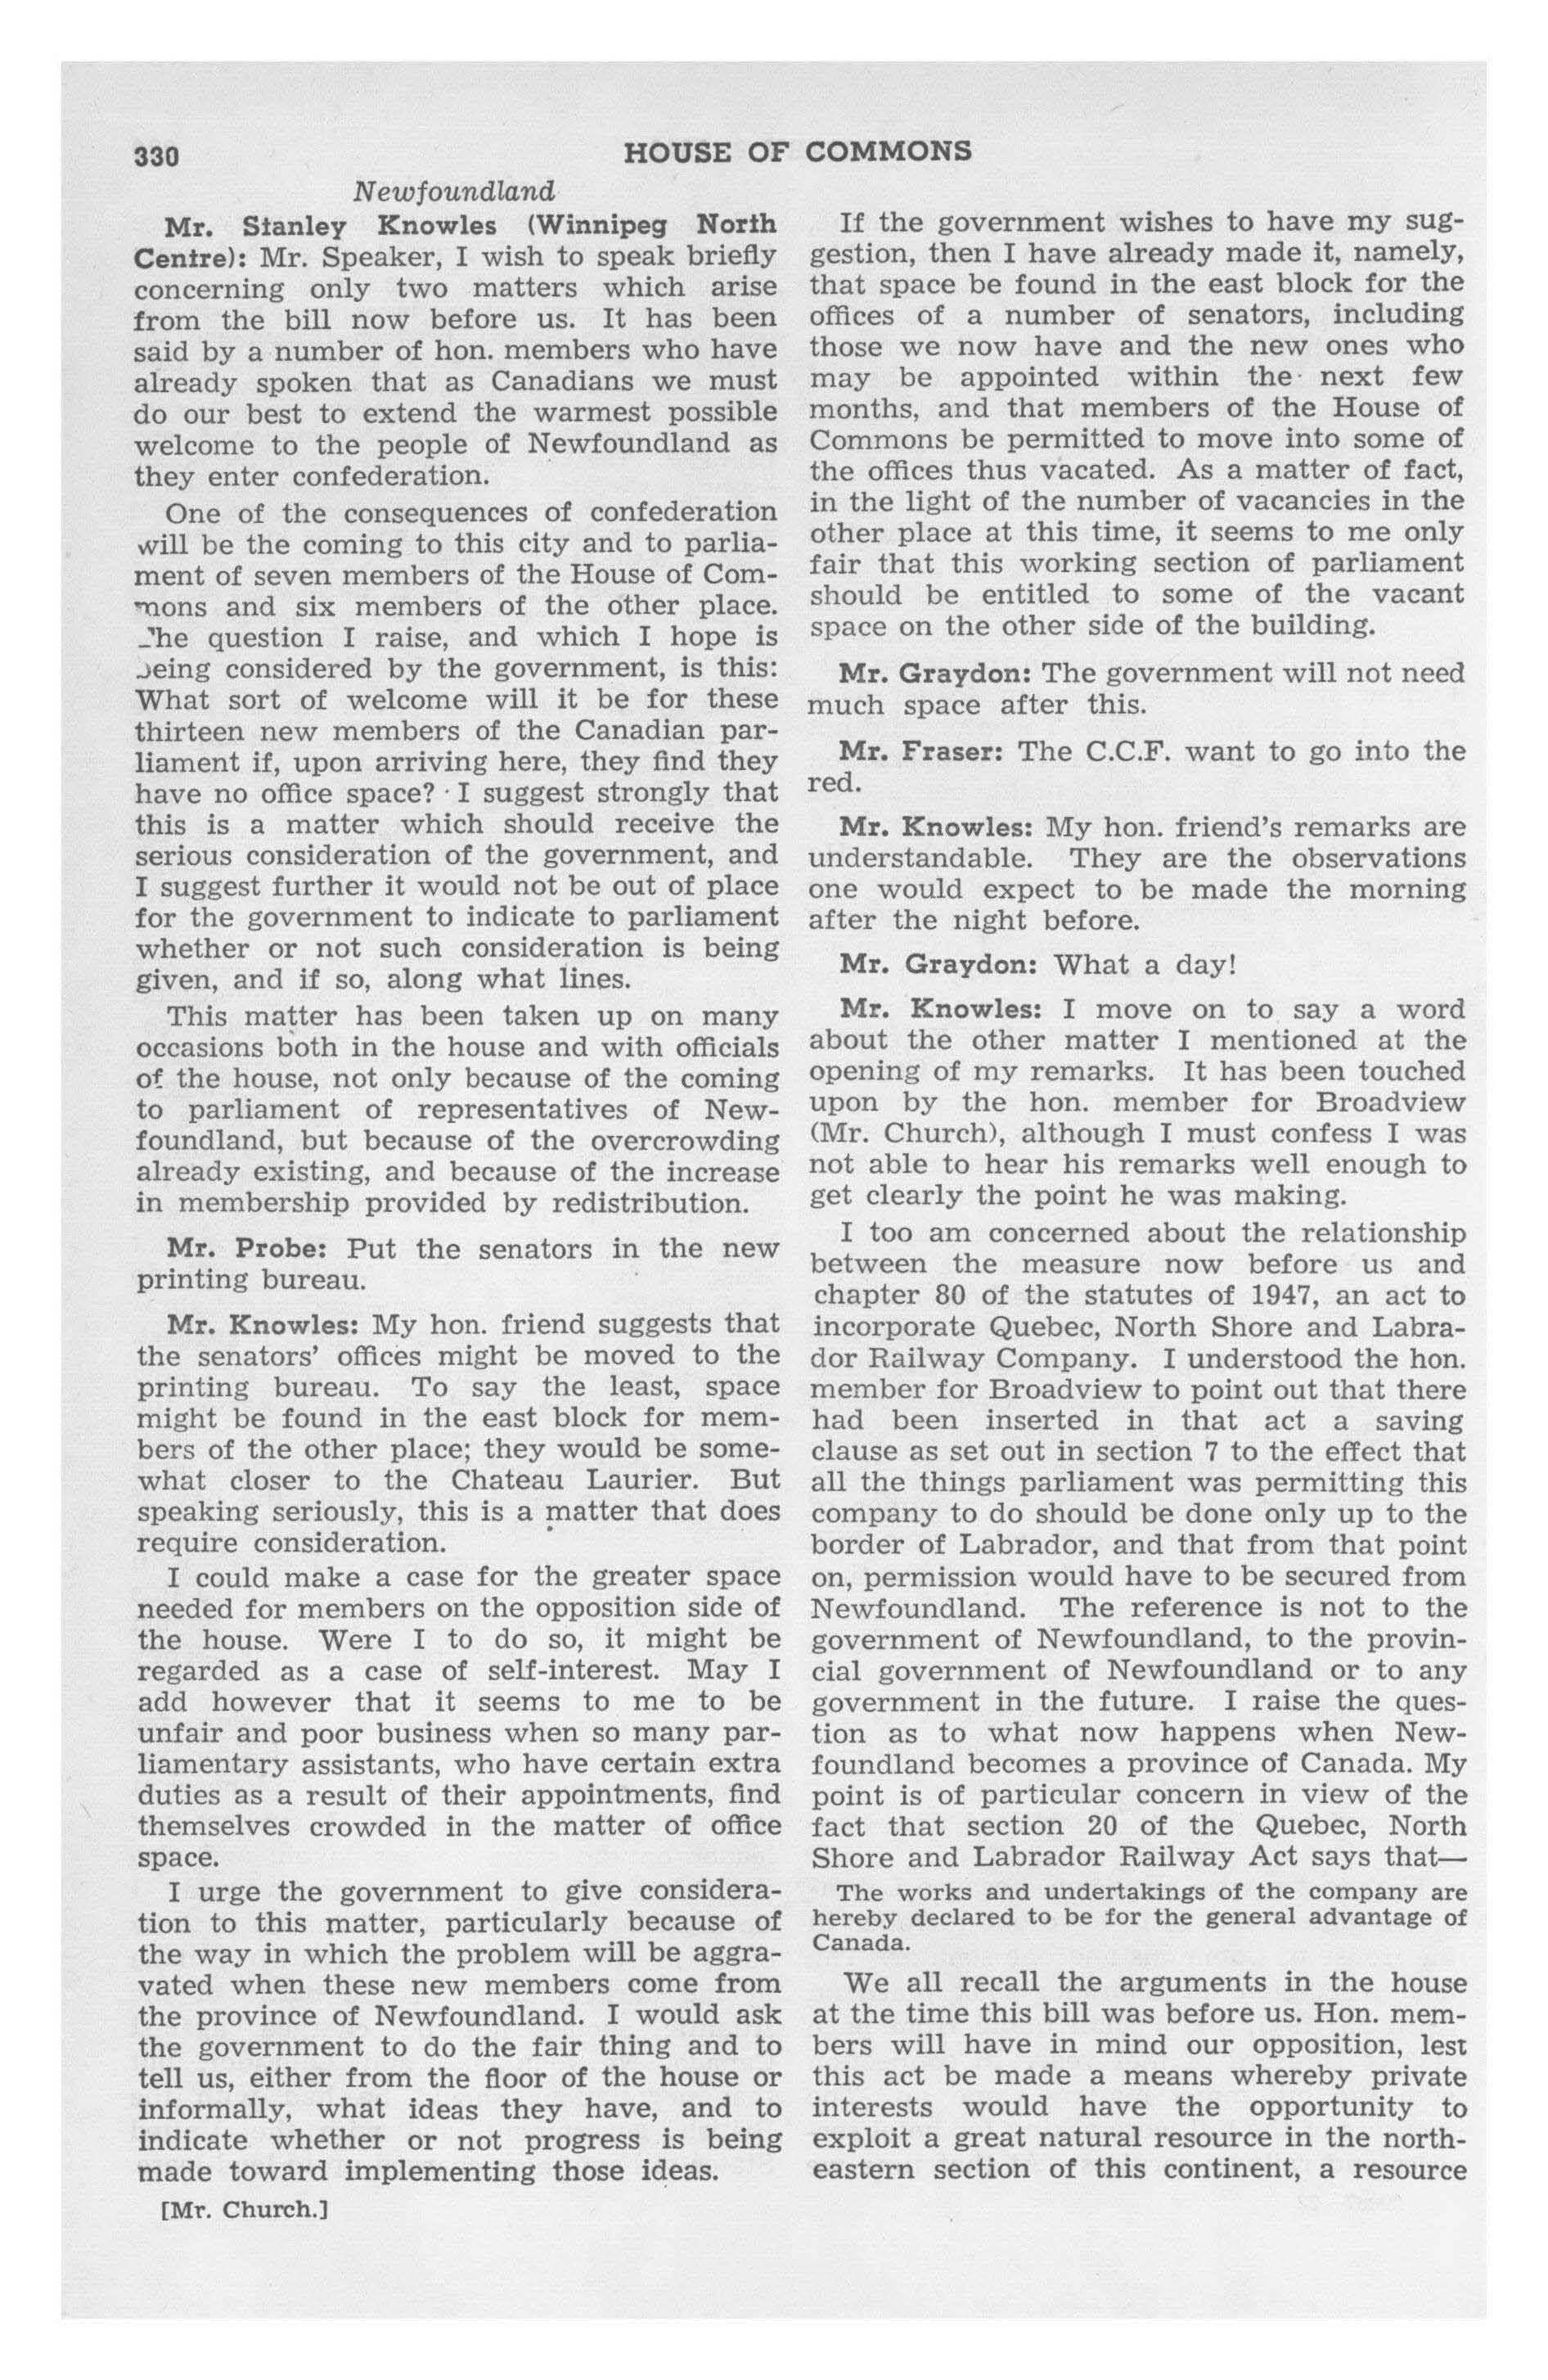 330
HOUSE OF COMMONS
Newfoundland
Mr. Stanley Knowles (Winnipeg North
Centre): Mr. Speaker, I wish to speak briefly
concerning only two matters which arise
from the bill now before us. It has been
said by a number of hon. members who have
already spoken that as Canadians we must
do our best to extend the warmest possible
welcome to the people of Newfoundland as
they enter confederation.
One of the consequences of confederation
will be the coming to this city and to parlia-
ment of seven members of the House of Com-
mons and six members of the other place.
The question I raise, and which I hope is
being considered by the government, is this:
What sort of welcome will it be for these
thirteen new members of the Canadian par-
liament if, upon arriving here, they find they
have no office space? I suggest strongly that
this is a matter which should receive the
serious consideration of the government, and
I suggest further it would not be out of place
for the government to indicate to parliament
whether or not such consideration is being
given, and if so, along what lines.
This matter has been taken up on many
occasions both in the house and with officials
of the house, not only because of the coming
to parliament of representatives of New-
foundland, but because of the overcrowding
already existing, and because of the increase
in membership provided by redistribution.
Mr. Probe: Put the senators in the new
printing bureau.
Mr. Knowles: My hon. friend suggests that
the senators' offices might be moved to the
printing bureau. To say the least, space
might be found in the east block for mem-
bers of the other place; they would be some-
what closer to the Chateau Laurier. But
speaking seriously, this is a matter that does
require consideration.
I could make a case for the greater space
needed for members on the opposition side of
the house. Were I to do so, it might be
regarded as a case of self-interest. May I
add however that it seems to me to be
unfair and poor business when so many par-
liamentary assistants, who have certain extra
duties as a result of their appointments, find
themselves crowded in the matter of office
space.
I urge the government to give considera-
tion to this matter, particularly because of
the way in which the problem will be aggra-
vated when these new members come from
the province of Newfoundland. I would ask
the government to do the fair thing and to
tell us, either from the floor of the house or
informally, what ideas they have, and to
indicate whether or not progress is being
made toward implementing those ideas.
[Mr. Church.]
If the government wishes to have my sug-
gestion, then I have already made it, namely,
that space be found in the east block for the
offices of a number of senators, including
those we now have and the new ones who
may be appointed within the next few
months, and that members of the House of
Commons be permitted to move into some of
the offices thus vacated. As a matter of fact,
in the light of the number of vacancies in the
other place at this time, it seems to me only
fair that this working section of parliament
should be entitled to some of the vacant
space on the other side of the building.
Mr. Graydon: The government will not need
much space after this.
Mr. Fraser: The C.C.F. want to go into the
red.
Mr. Knowles: My hon. friend's remarks are
understandable. They are the observations
one would expect to be made the morning
after the night before.
Mr. Graydon: What a day!
Mr. Knowles: I move on to say a word
about the other matter I mentioned at the
opening of my remarks. It has been touched
upon by the hon. member for Broadview
(Mr. Church), although I must confess I was
not able to hear his remarks well enough to
get clearly the point he was making.
I too am concerned about the relationship
between the measure now before us and
chapter 80 of the statutes of 1947, an act to
incorporate Quebec, North Shore and Labra-
dor Railway Company. I understood the hon.
member for Broadview to point out that there
had been inserted in that act a saving
clause as set out in section 7 to the effect that
all the things parliament was permitting this
company to do should be done only up to the
border of Labrador, and that from that point
on, permission would have to be secured from
Newfoundland. The reference is not to the
government of Newfoundland, to the provin-
cial government of Newfoundland or to any
government in the future. I raise the ques-
tion as to what now happens when New-
foundland becomes a province of Canada. My
point is of particular concern in view of the
fact that section 20 of the Quebec, North
Shore and Labrador Railway Act says that—
The works and undertakings of the company are
hereby declared to be for the general advantage of
Canada.
We all recall the arguments in the house
at the time this bill was before us. Hon. mem-
bers will have in mind our opposition, lest
this act be made a means whereby private
interests would have the opportunity to
exploit a great natural resource in the north-
eastern section of this continent, a resource